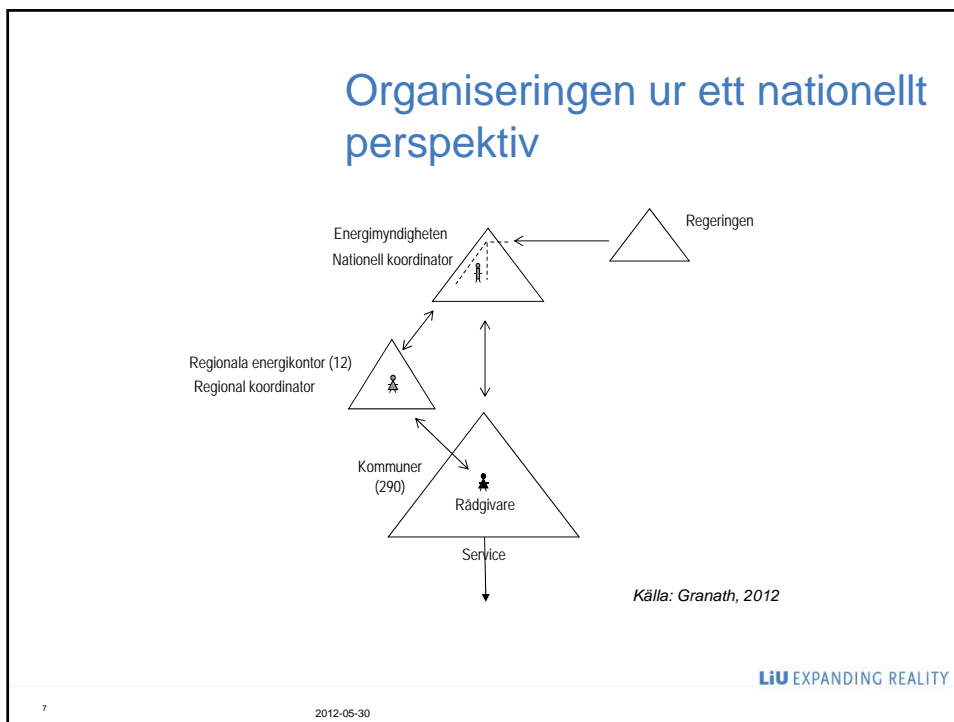 Organiseringen ur ett nationellt
perspektiv
Regeringen
Energimyndigheten
Nationell koordinator
Regionala energikontor (12)
Regional koordinator
Kommuner
(290)
Rådgivare
Service
Källa: Granath, 2012
LiU EXPANDING REALITY
7
2012-05-30